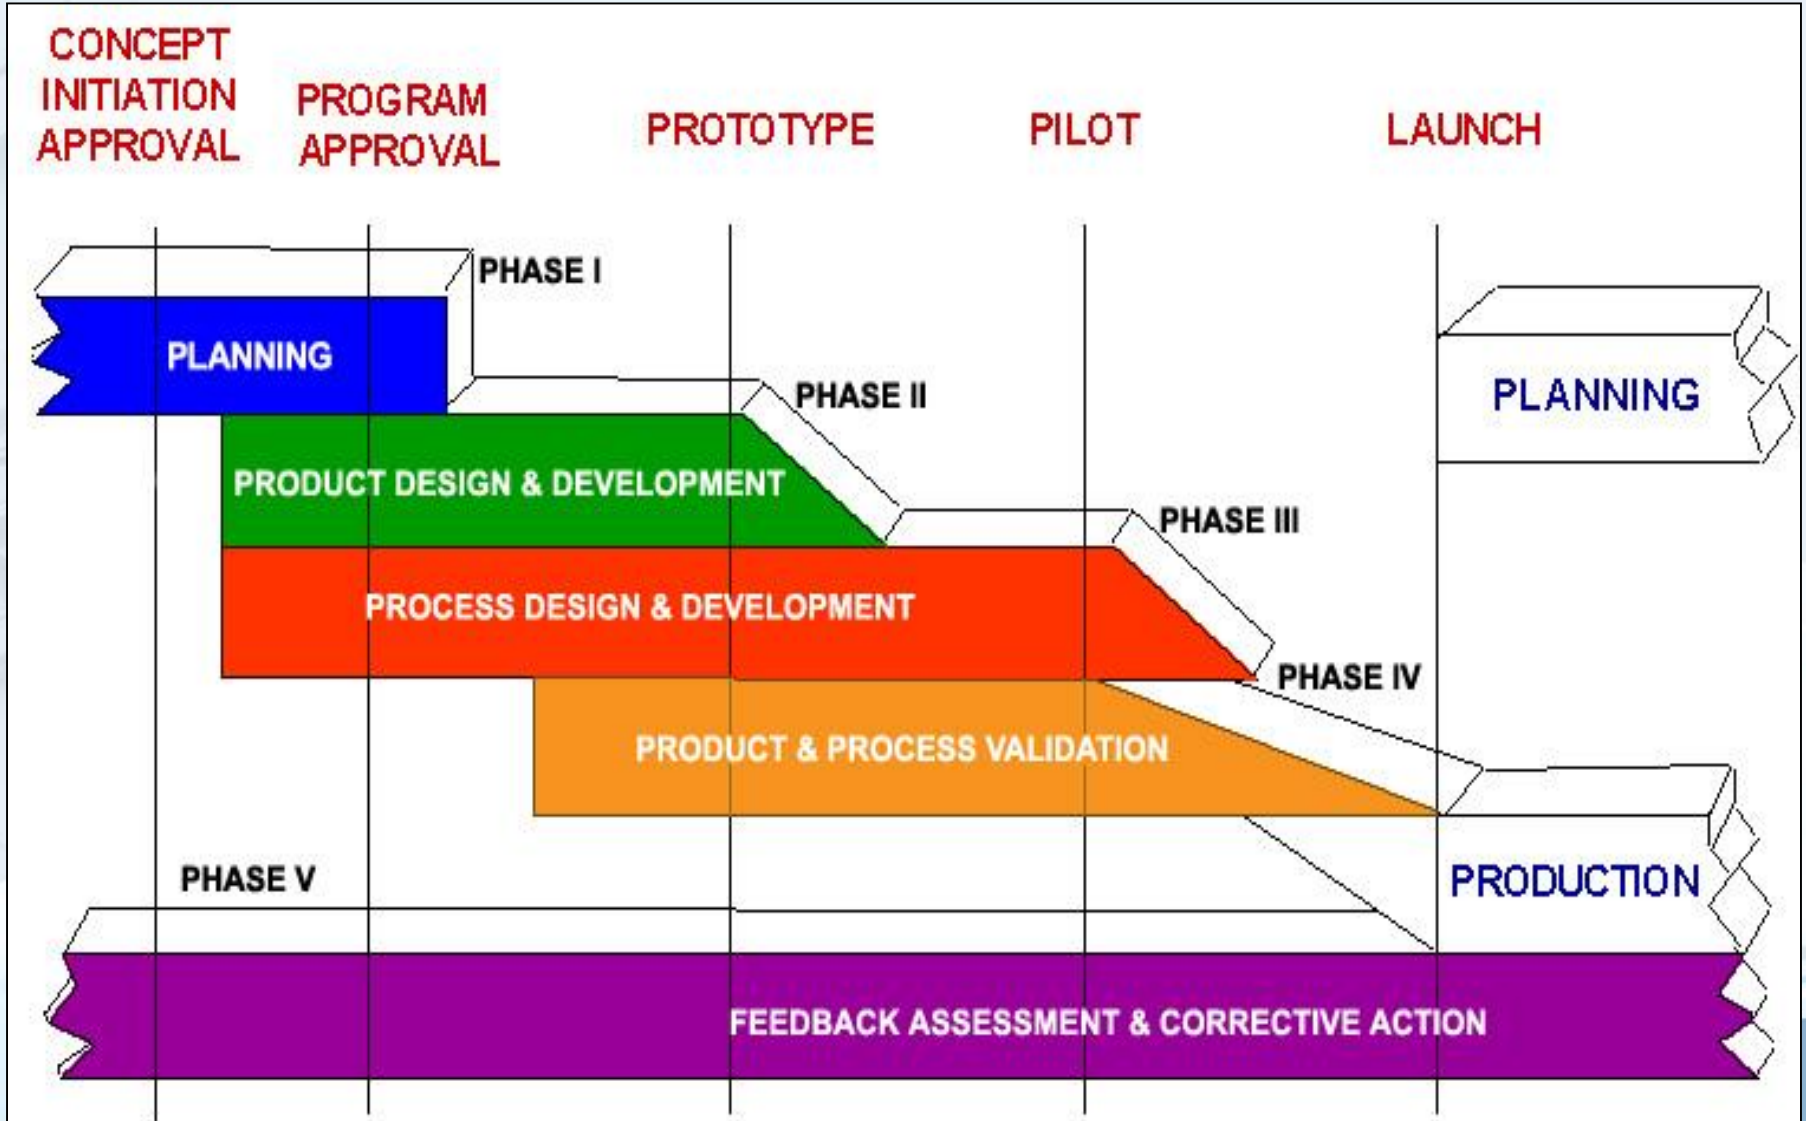 CONCEPT
INITIATION
APPROVAL
PROGRAM
APPROVAL
PROTOTYPE
PILOT
LAUNCH
PHASE I
PLANNING
PHASE II
PLANNING
PRODUCT DESIGN & DEVELOPMENT
PHASE III
PROCESS DESIGN & DEVELOPMENT
PHASE IV
PRODUCT & PROCESS VALIDATION
PHASE V
PRODUCTION
FEEDBACK ASSESSMENT & CORRECTIVE ACTION